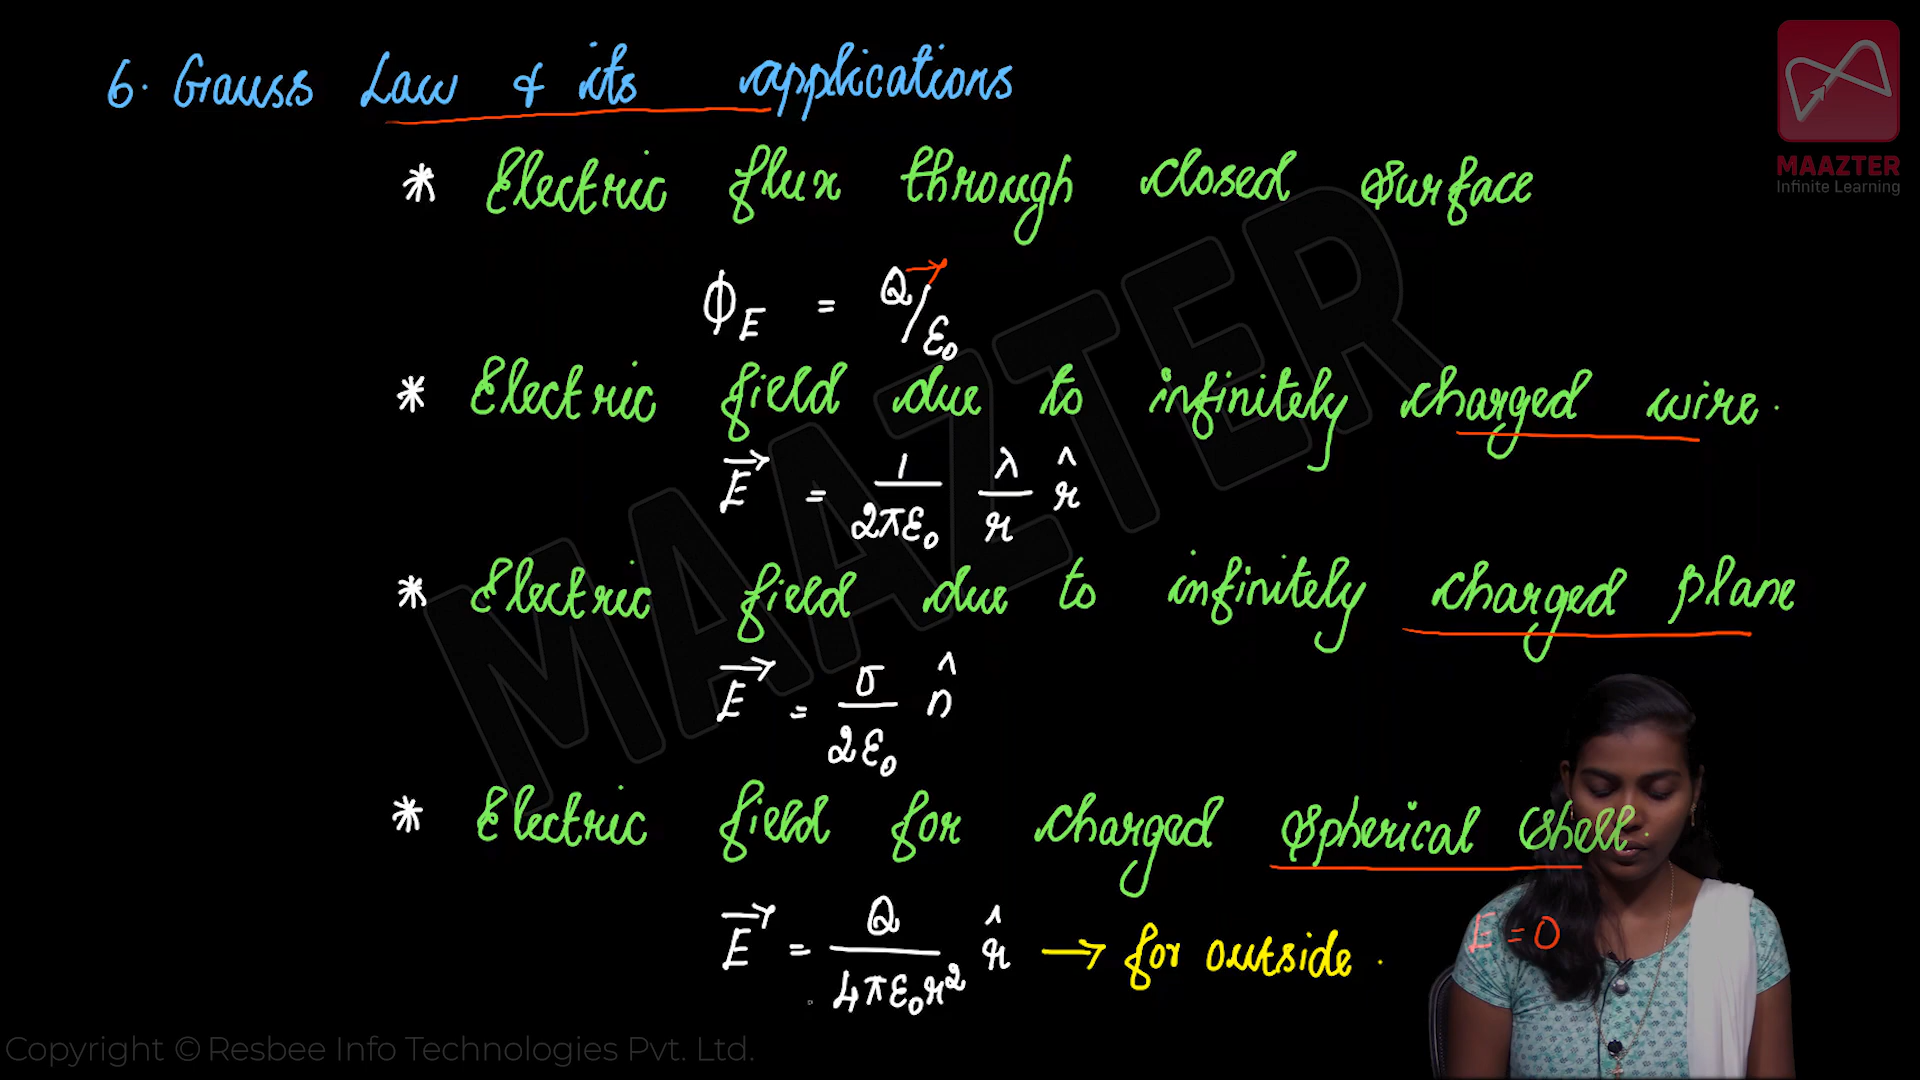 6. Gauss Law & its applications
MAAZTER
Infinite Learning
* Electric flux through closed surface
ϕ_E = Q/ε₀
* Electric field due to infinitely charged wire.
E⃗ = 1/2πε₀ λ/r r̂
* Electric field due to infinitely charged plane
E⃗ = σ/2ε₀ n̂
* Electric field for charged spherical shell.
E⃗ = Q/4πε₀r² r̂ → for outside.
E = 0
MAAZTER
Copyright © Resbee Info Technologies Pvt. Ltd.